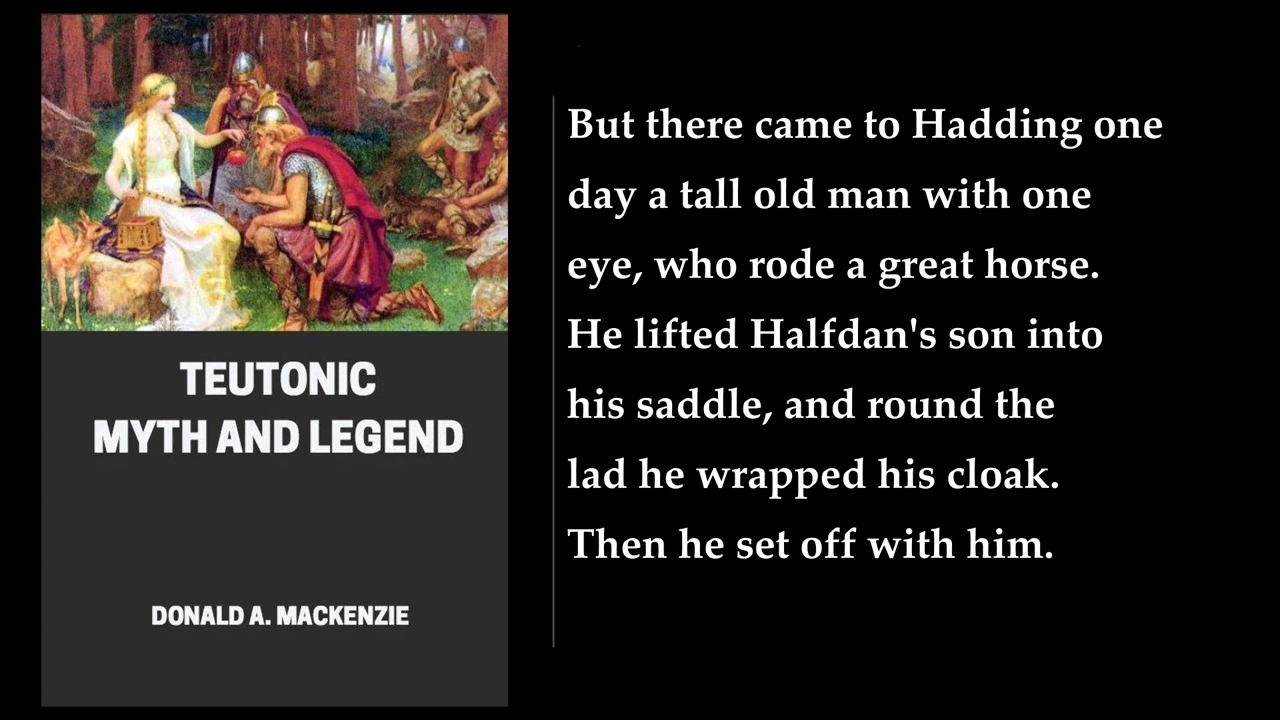 TEUTONIC
MYTH AND LEGEND
DONALD A. MACKENZIE
But there came to Hadding one
day a tall old man with one
eye, who rode a great horse.
He lifted Halfdan's son into
his saddle, and round the
lad he wrapped his cloak.
Then he set off with him.